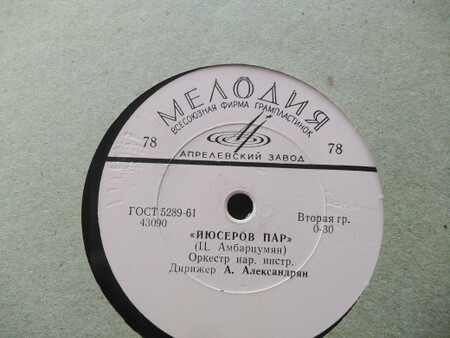 МЕЛОДИЯ
ВСЕСОЮЗНАЯ ФИРМА ГРАМПЛАСТИНОК
78 78
АПРЕЛЕВСКИЙ ЗАВОД
ГОСТ 5289-61 Вторая гр.
43090 0-30
«ИЮСЕРОВ ПАР»
(Ц. Амбарцумян)
Оркестр нар. инстр.
Дирижер А. Александрян